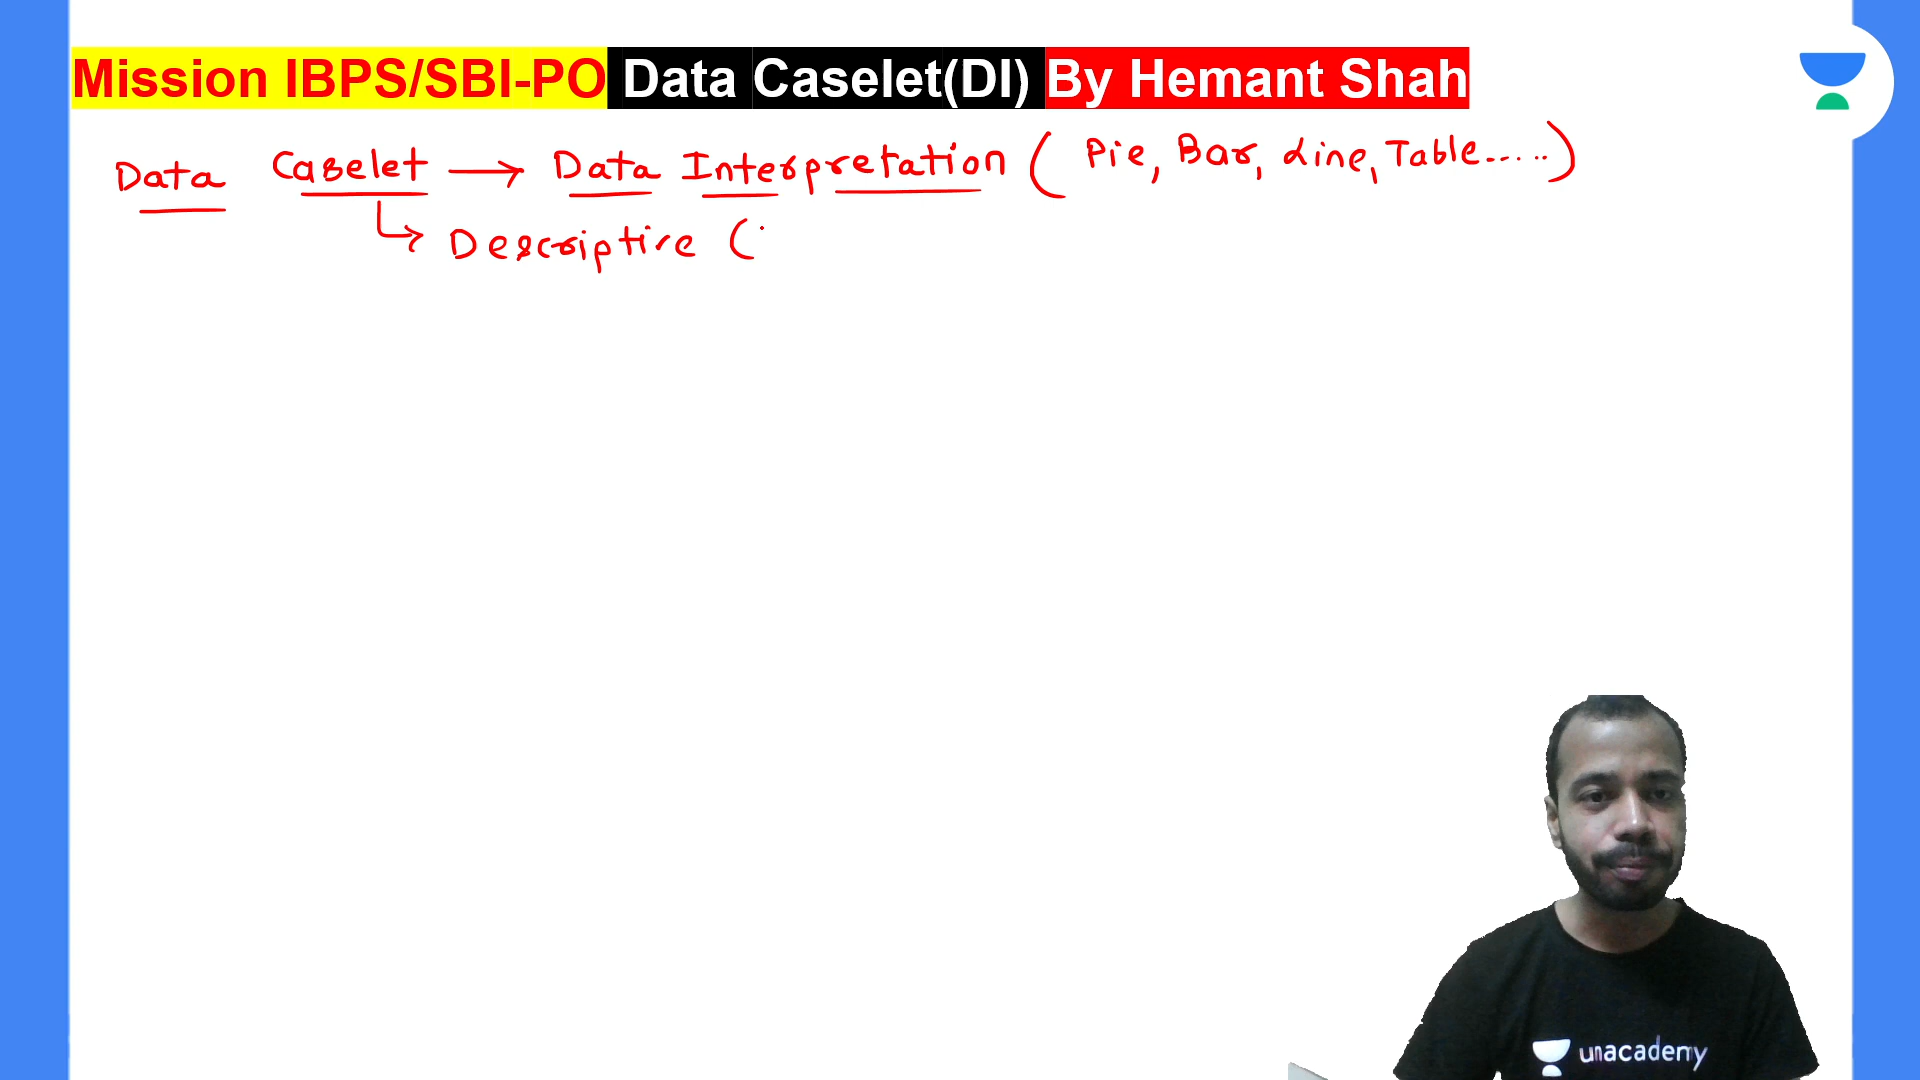 Mission IBPS/SBI-PO Data Caselet(DI) By Hemant Shah
Data Caselet → Data Interpretation ( Pie, Bar, Line, Table..... )
↳ Descriptive (
unacademy